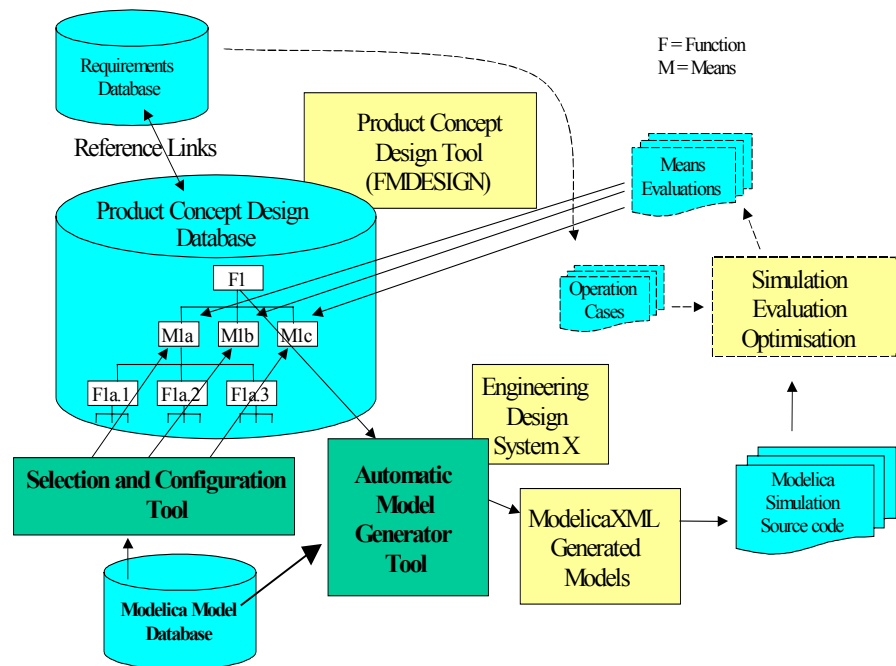 Requirements
Database
F = Function
M = Means
Reference Links
Product Concept
Design Tool
(FMDESIGN)
Means
Evaluations
Product Concept Design
Database
F1
M1a
M1b
M1c
F1a.1
F1a.2
F1a.3
Operation
Cases
Simulation
Evaluation
Optimisation
Engineering
Design
System X
Selection and Configuration
Tool
Automatic
Model
Generator
Tool
ModelicaXML
Generated
Models
Modelica
Simulation
Source code
Modelica Model
Database